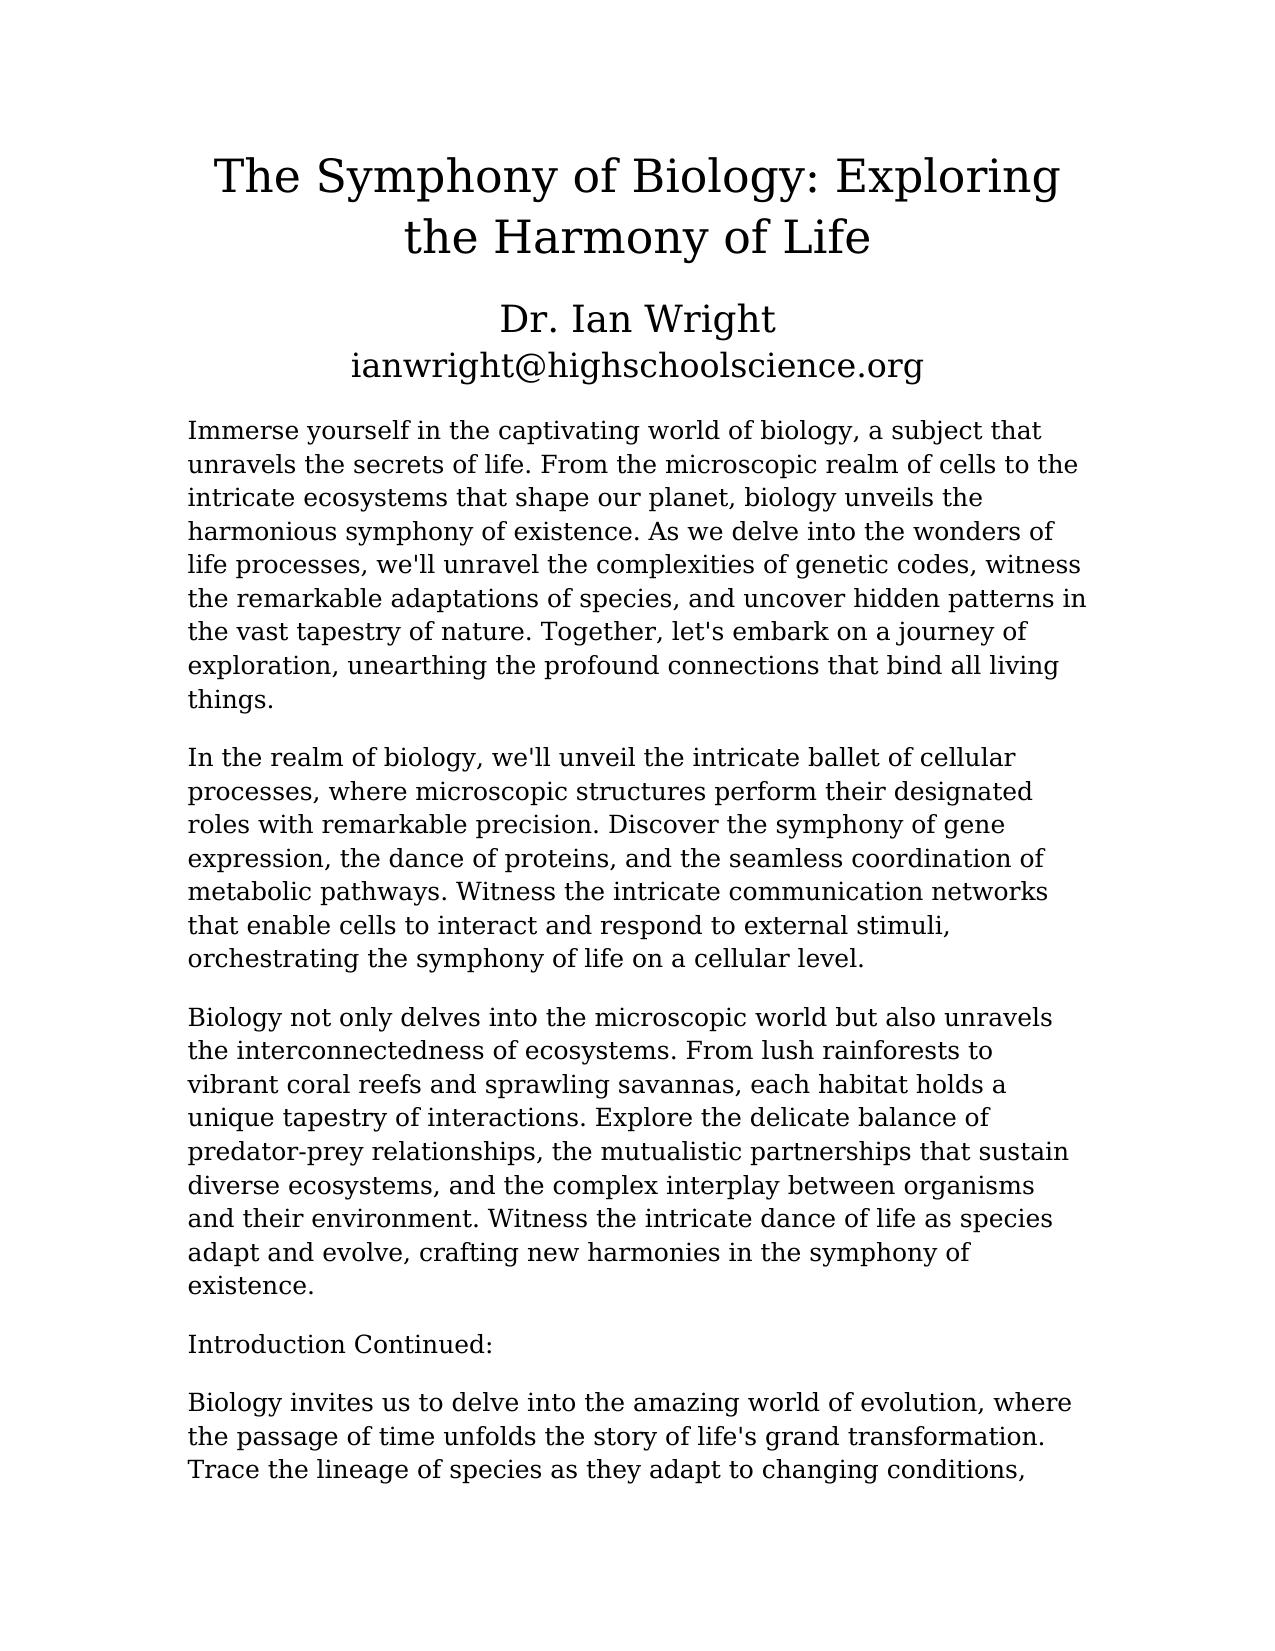 The Symphony of Biology: Exploring
the Harmony of Life
Dr. Ian Wright
ianwright@highschoolscience.org
Immerse yourself in the captivating world of biology, a subject that
unravels the secrets of life. From the microscopic realm of cells to the
intricate ecosystems that shape our planet, biology unveils the
harmonious symphony of existence. As we delve into the wonders of
life processes, we'll unravel the complexities of genetic codes, witness
the remarkable adaptations of species, and uncover hidden patterns in
the vast tapestry of nature. Together, let's embark on a journey of
exploration, unearthing the profound connections that bind all living
things.
In the realm of biology, we'll unveil the intricate ballet of cellular
processes, where microscopic structures perform their designated
roles with remarkable precision. Discover the symphony of gene
expression, the dance of proteins, and the seamless coordination of
metabolic pathways. Witness the intricate communication networks
that enable cells to interact and respond to external stimuli,
orchestrating the symphony of life on a cellular level.
Biology not only delves into the microscopic world but also unravels
the interconnectedness of ecosystems. From lush rainforests to
vibrant coral reefs and sprawling savannas, each habitat holds a
unique tapestry of interactions. Explore the delicate balance of
predator-prey relationships, the mutualistic partnerships that sustain
diverse ecosystems, and the complex interplay between organisms
and their environment. Witness the intricate dance of life as species
adapt and evolve, crafting new harmonies in the symphony of
existence.
Introduction Continued:
Biology invites us to delve into the amazing world of evolution, where
the passage of time unfolds the story of life's grand transformation.
Trace the lineage of species as they adapt to changing conditions,